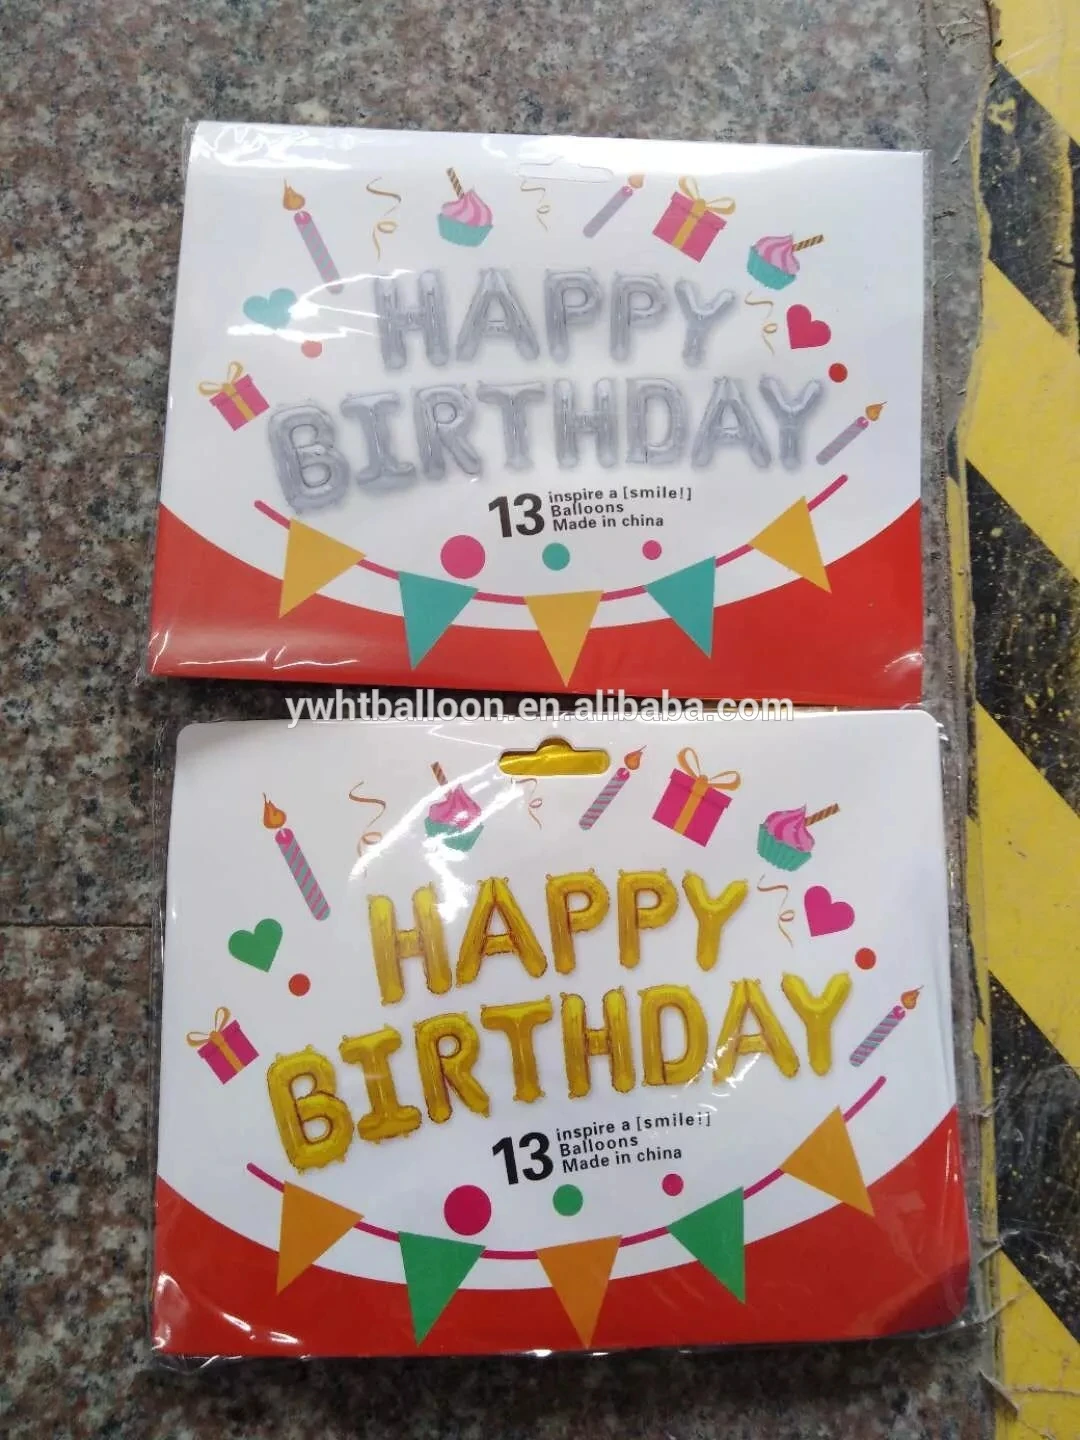 HAPPY
BIRTHDAY
13 inspire a [smile!]
Balloons
Made in china
ywhtballoon.en.alibaba.com
HAPPY
BIRTHDAY
13 inspire a [smile!]
Balloons
Made in china